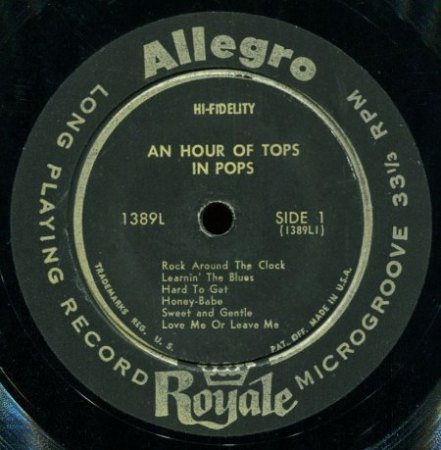 Allegro
HI-FIDELITY
AN HOUR OF TOPS
IN POPS
1389L
SIDE 1
(1389L1)
Rock Around The Clock
Learnin' The Blues
Hard To Get
Honey-Babe
Sweet and Gentle
Love Me Or Leave Me
TRADEMARKS REG. U. S. PAT. OFF. MADE IN U.S.A.
LONG PLAYING RECORD
MICROGROOVE 33⅓ RPM
Royale